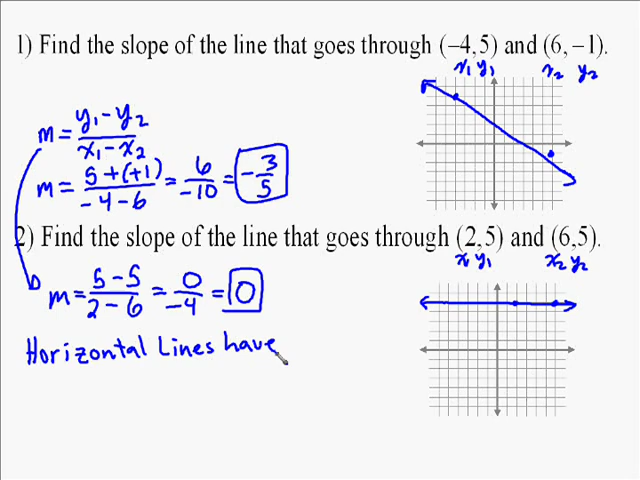 1) Find the slope of the line that goes through (−4,5) and (6,−1).
x₁ y₁ x₂ y₂
m = (y₁ − y₂)/(x₁ − x₂)
m = (5 + (+1))/(−4 − 6) = 6/−10 = −3/5
2) Find the slope of the line that goes through (2,5) and (6,5).
x y₁ x₂ y₂
m = (5 − 5)/(2 − 6) = 0/−4 = 0
Horizontal Lines have